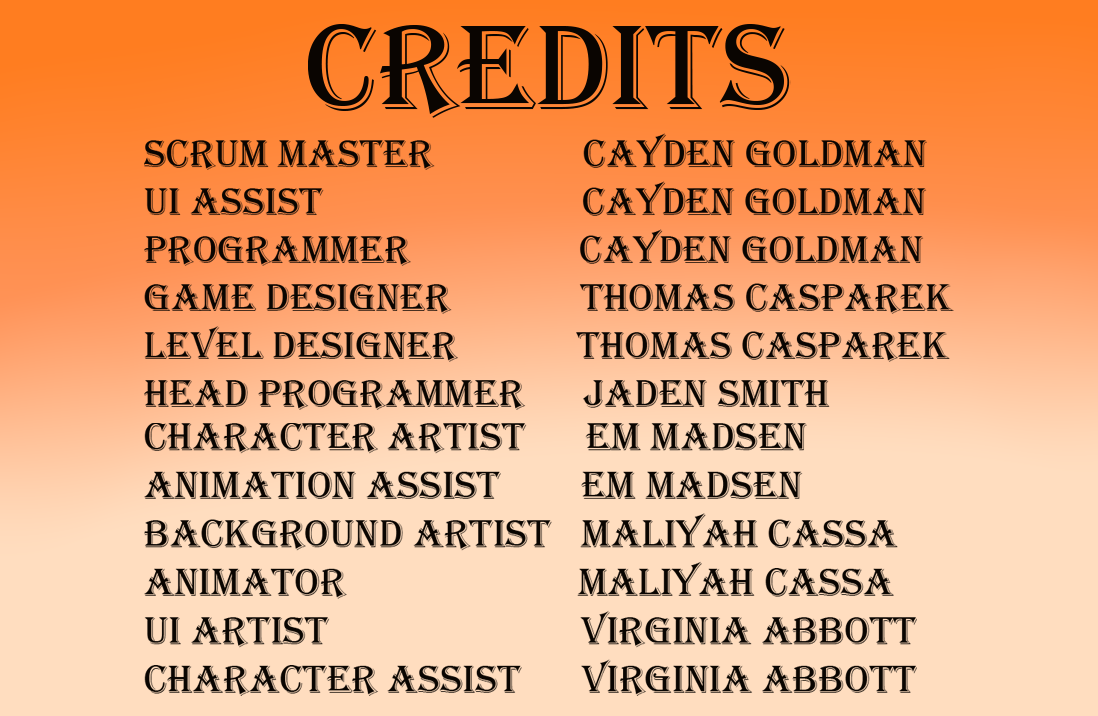 CREDITS
SCRUM MASTER CAYDEN GOLDMAN
UI ASSIST CAYDEN GOLDMAN
PROGRAMMER CAYDEN GOLDMAN
GAME DESIGNER THOMAS CASPAREK
LEVEL DESIGNER THOMAS CASPAREK
HEAD PROGRAMMER JADEN SMITH
CHARACTER ARTIST EM MADSEN
ANIMATION ASSIST EM MADSEN
BACKGROUND ARTIST MALIYAH CASSA
ANIMATOR MALIYAH CASSA
UI ARTIST VIRGINIA ABBOTT
CHARACTER ASSIST VIRGINIA ABBOTT